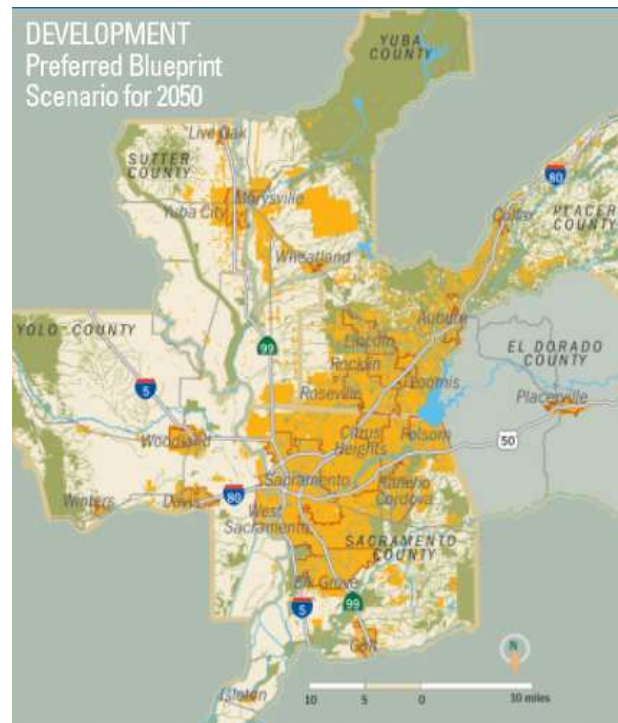 DEVELOPMENT
Preferred Blueprint
Scenario for 2050
YUBA
COUNTY
Live Oak
SUTTER
COUNTY
Marysville
Yuba City
80
Colfax
PLACER
COUNTY
Wheatland
Auburn
YOLO COUNTY
99
Lincoln
EL DORADO
COUNTY
Rocklin
Loomis
5
Roseville
Placerville
Woodland
Citrus
Heights
Folsom
50
Sacramento
Rancho
Cordova
Winters
Davis
80
West
Sacramento
SACRAMENTO
COUNTY
Elk Grove
5
99
Galt
N
Isleton
10 5 0 10 miles